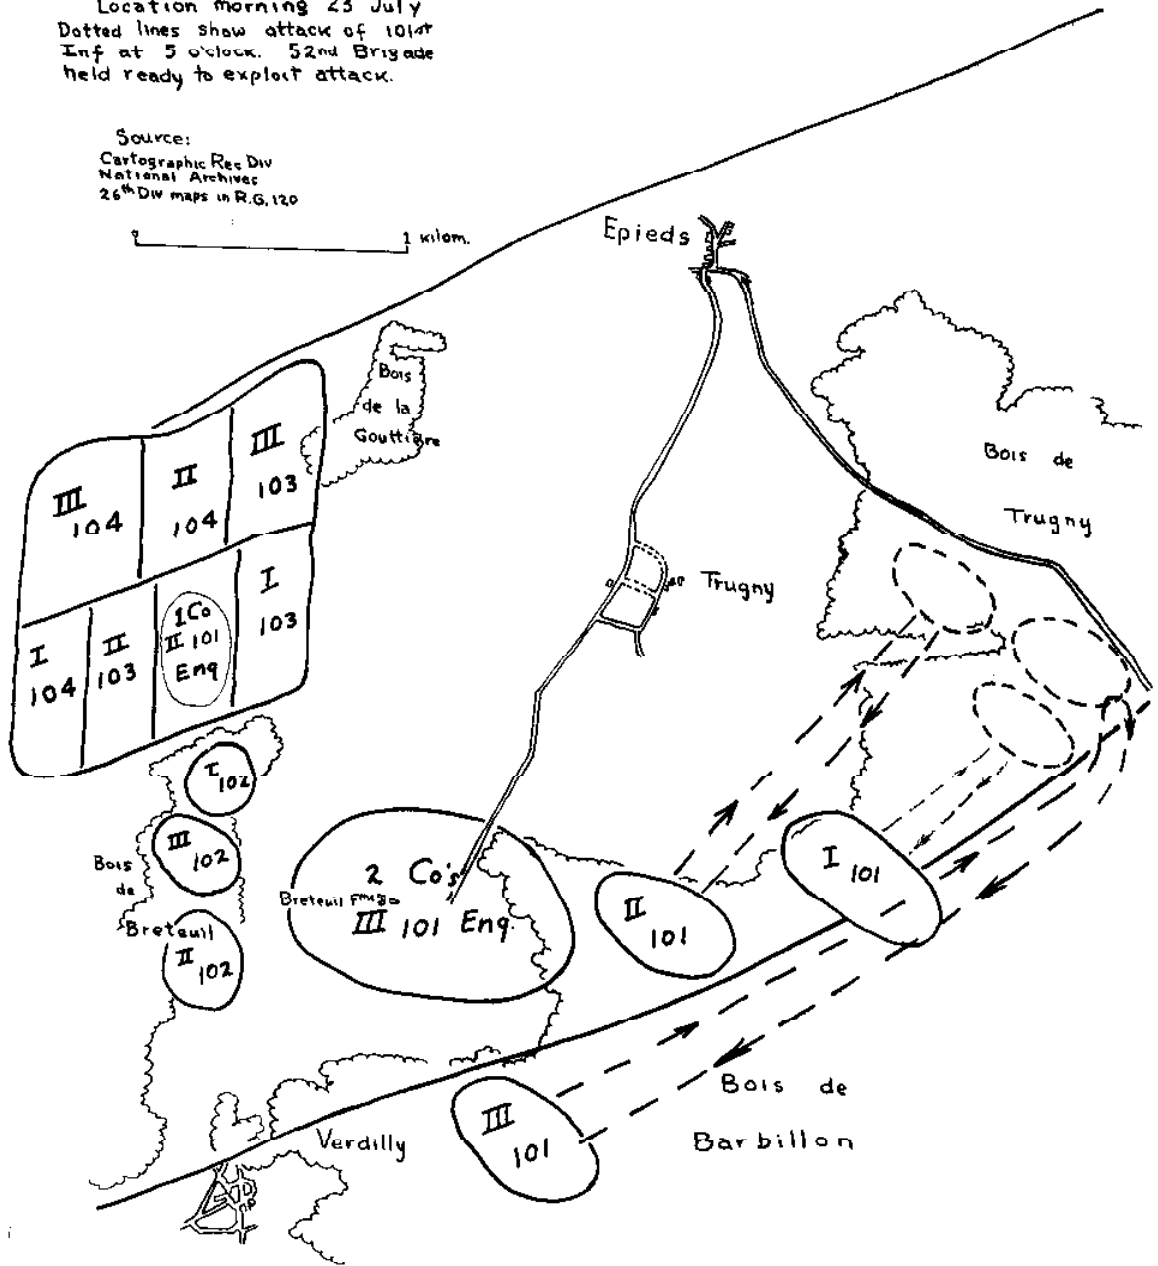 Location morning 23 July
Dotted lines show attack of 101st
Inf at 5 o'clock. 52nd Brigade
held ready to exploit attack.
Source:
Cartographic Rec Div
National Archives
26th Div maps in R.G. 120
0 1 kilom.
Epieds
Bois
de la
Gouttière
III
103
II
104
III
104
Bois de
Trugny
I
103
1 Co
II 101
Eng
II
103
I
104
Trugny
I
102
III
102
Bois
de
Breteuil
II
102
2 Co's
Breteuil
III 101 Eng.
II
101
I
101
III
101
Verdilly
Bois de
Barbillon